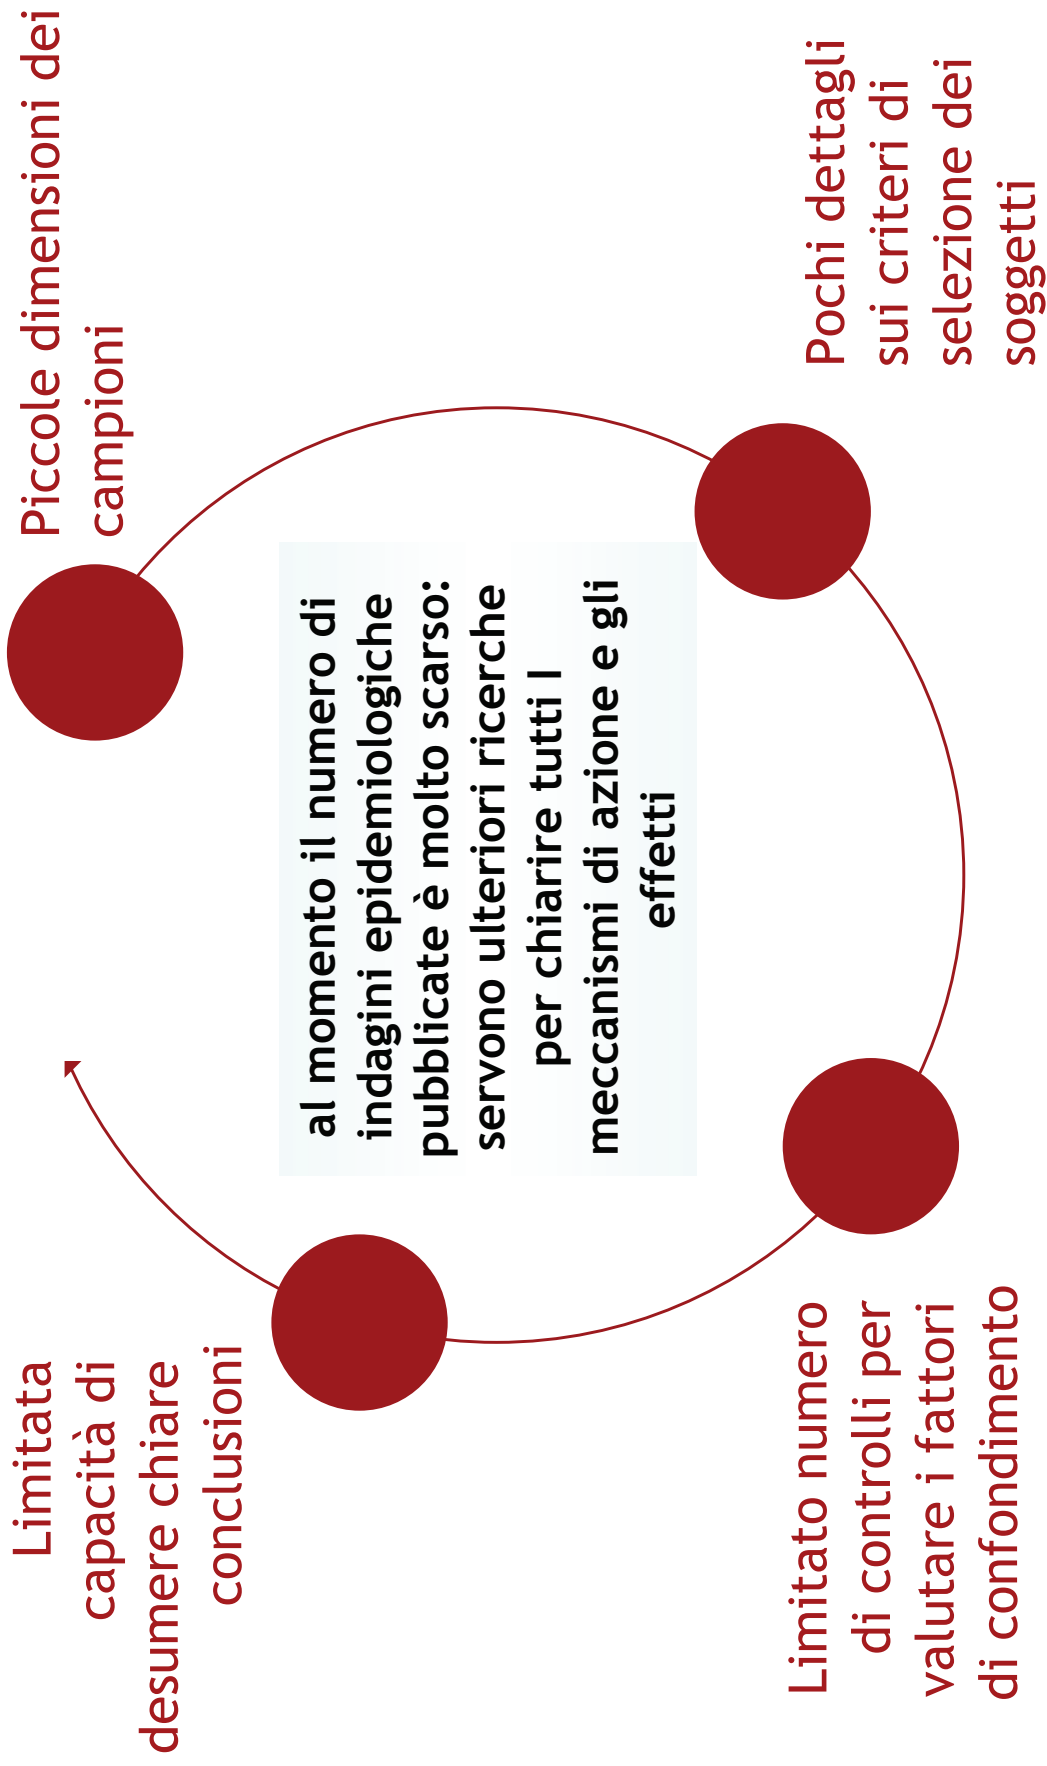 Piccole dimensioni dei
campioni
Pochi dettagli
sui criteri di
selezione dei
soggetti
Limitato numero
di controlli per
valutare i fattori
di confondimento
Limitata
capacità di
desumere chiare
conclusioni
al momento il numero di
indagini epidemiologiche
pubblicate è molto scarso:
servono ulteriori ricerche
per chiarire tutti I
meccanismi di azione e gli
effetti